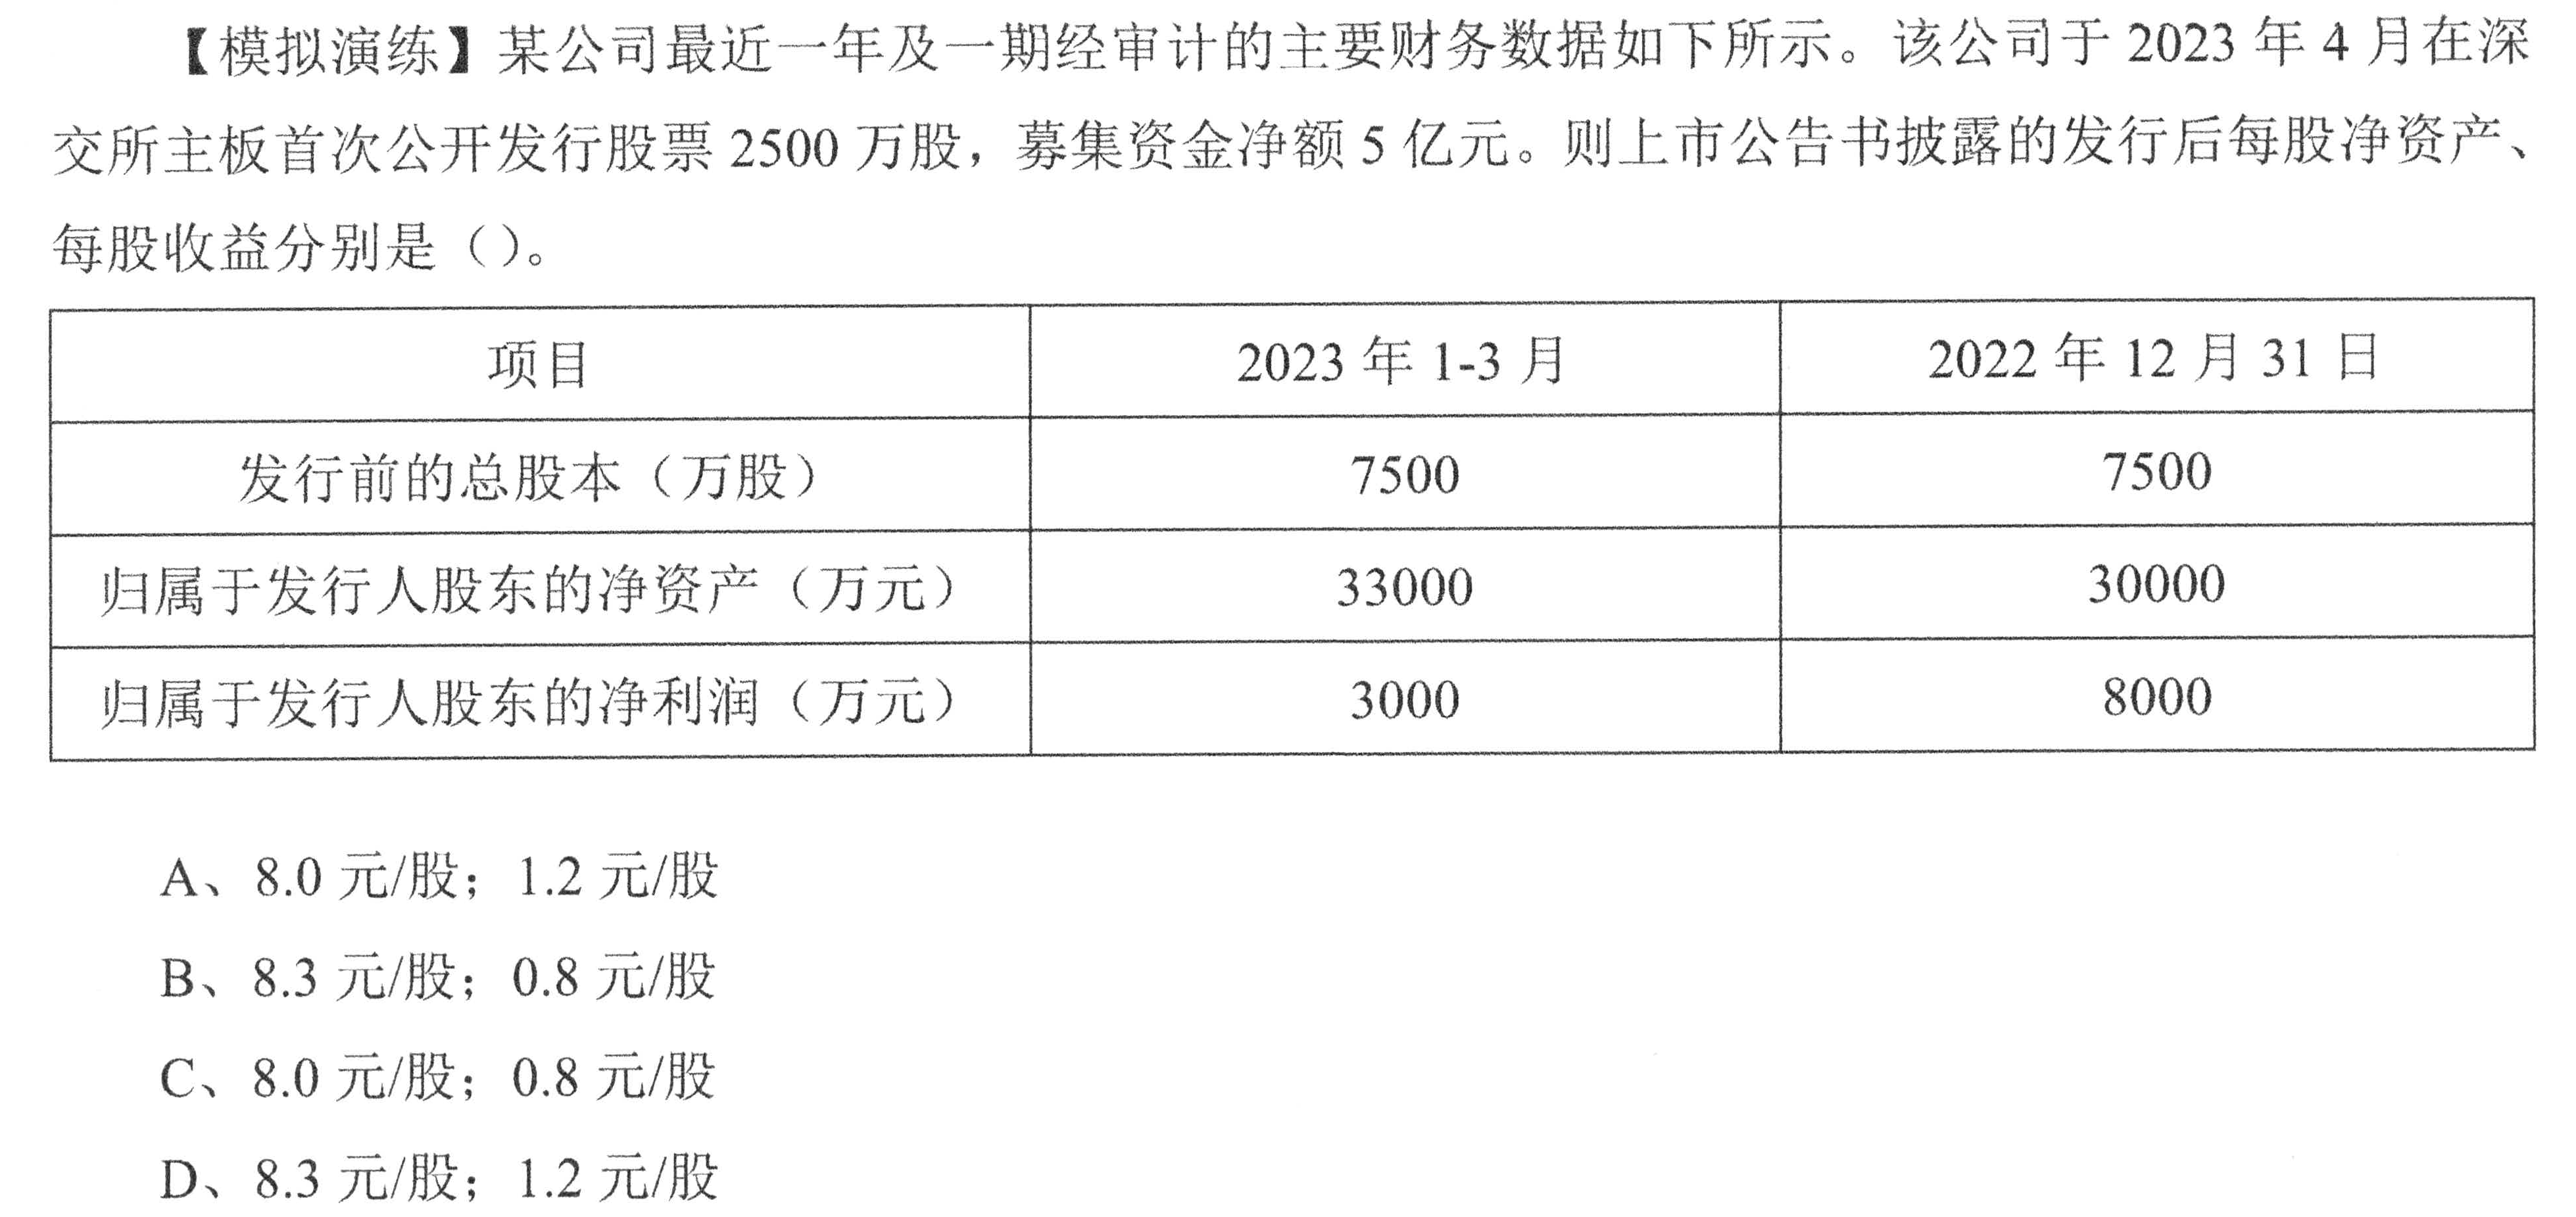 【模拟演练】某公司最近一年及一期经审计的主要财务数据如下所示。该公司于 2023 年 4 月在深
交所主板首次公开发行股票 2500 万股，募集资金净额 5 亿元。则上市公告书披露的发行后每股净资产、
每股收益分别是（）。
项目 2023 年 1-3 月 2022 年 12 月 31 日
发行前的总股本（万股） 7500 7500
归属于发行人股东的净资产（万元） 33000 30000
归属于发行人股东的净利润（万元） 3000 8000
A、8.0 元/股；1.2 元/股
B、8.3 元/股；0.8 元/股
C、8.0 元/股；0.8 元/股
D、8.3 元/股；1.2 元/股